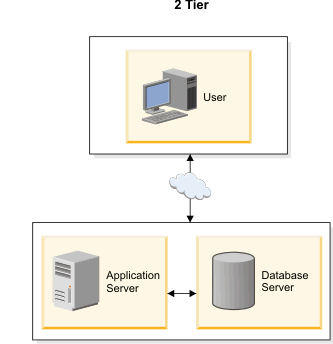 2 Tier
User
Application
Server
Database
Server